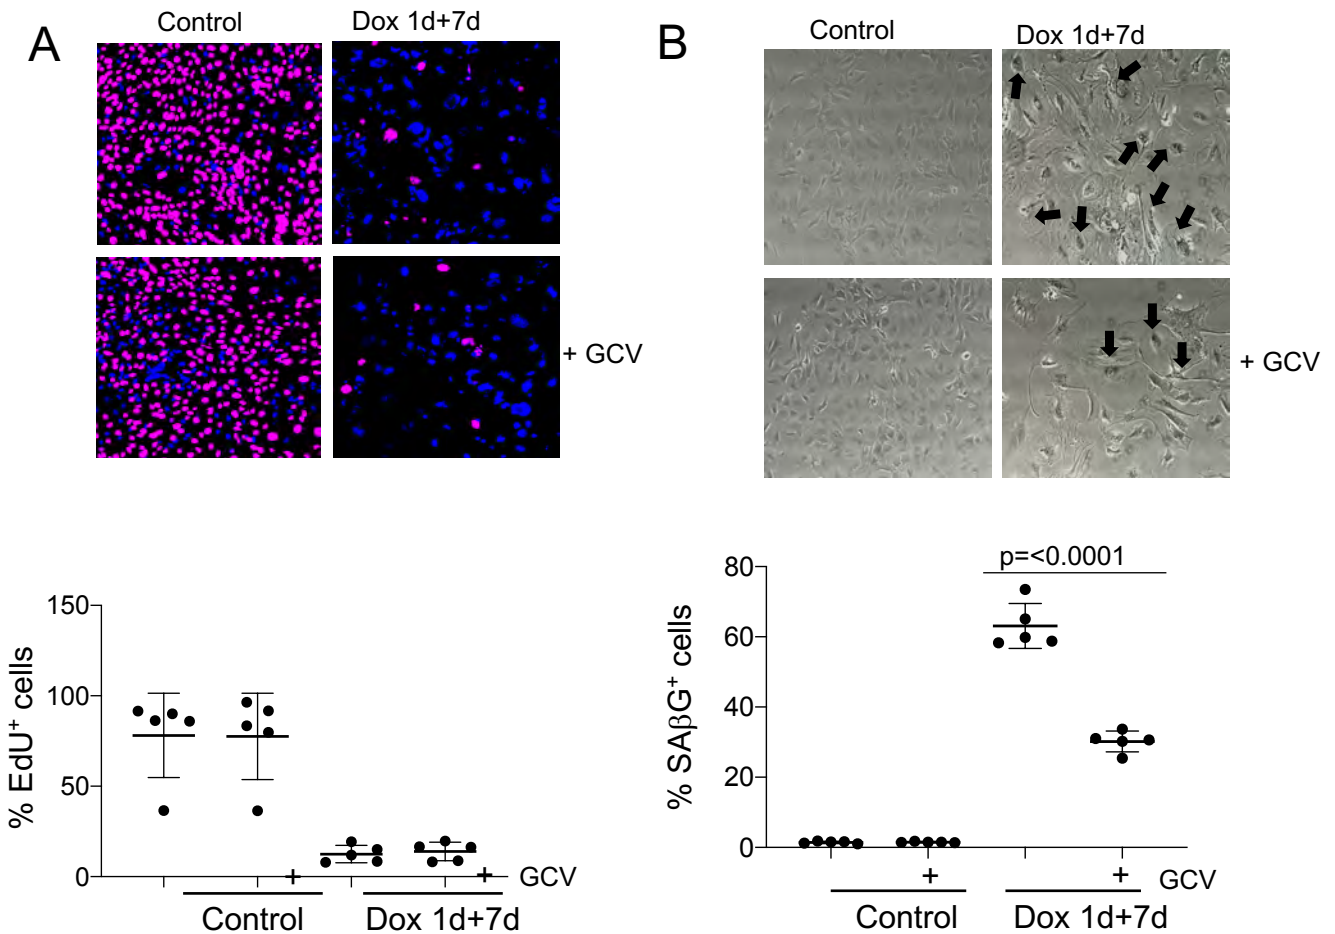 A
Control
Dox 1d+7d
+ GCV
% EdU+ cells
150
100
50
0
+
+
GCV
Control
Dox 1d+7d
B
Control
Dox 1d+7d
+ GCV
p=<0.0001
% SAβG+ cells
80
60
40
20
0
+
+
GCV
Control
Dox 1d+7d